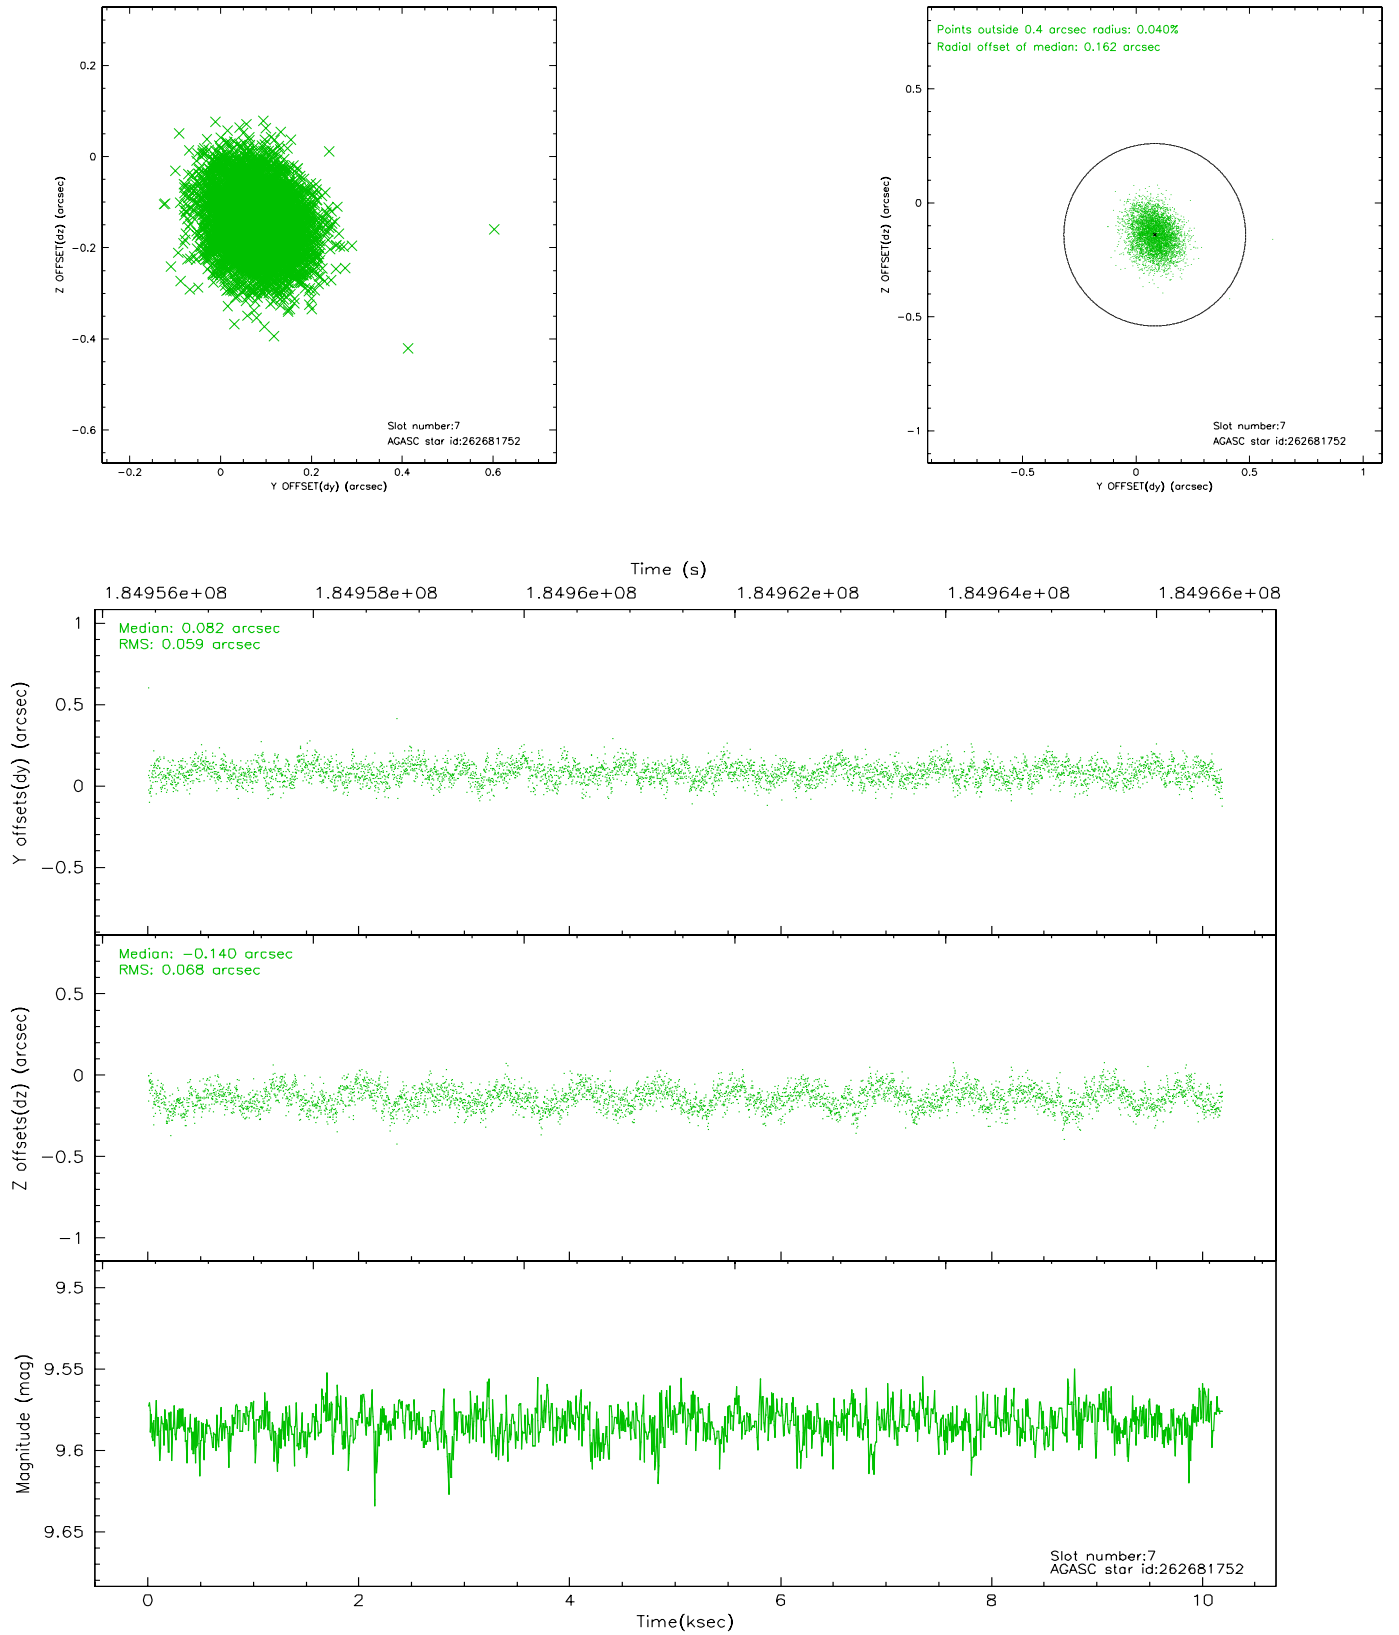 0.2
0
−0.2
−0.4
−0.6
Z OFFSET(dz) (arcsec)
Slot number:7
AGASC star id:262681752
−0.2 0 0.2 0.4 0.6
Y OFFSET(dy) (arcsec)
Points outside 0.4 arcsec radius: 0.040%
Radial offset of median: 0.162 arcsec
0.5
0
−0.5
−1
Z OFFSET(dz) (arcsec)
Slot number:7
AGASC star id:262681752
−0.5 0 0.5 1
Y OFFSET(dy) (arcsec)
Time (s)
1.84956e+08 1.84958e+08 1.8496e+08 1.84962e+08 1.84964e+08 1.84966e+08
Median: 0.082 arcsec
RMS: 0.059 arcsec
1
0.5
0
−0.5
Y offsets(dy) (arcsec)
Median: −0.140 arcsec
RMS: 0.068 arcsec
0.5
0
−0.5
−1
Z offsets(dz) (arcsec)
9.5
9.55
9.6
9.65
Magnitude (mag)
Slot number:7
AGASC star id:262681752
0 2 4 6 8 10
Time(ksec)